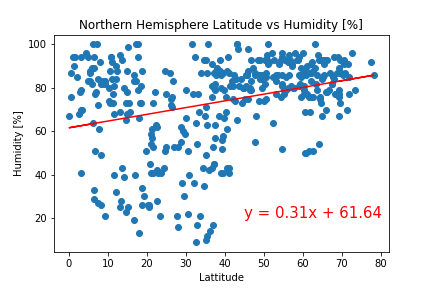 Northern Hemisphere Latitude vs Humidity [%]
100
80
60
40
20
Humidity [%]
y = 0.31x + 61.64
0 10 20 30 40 50 60 70 80
Lattitude